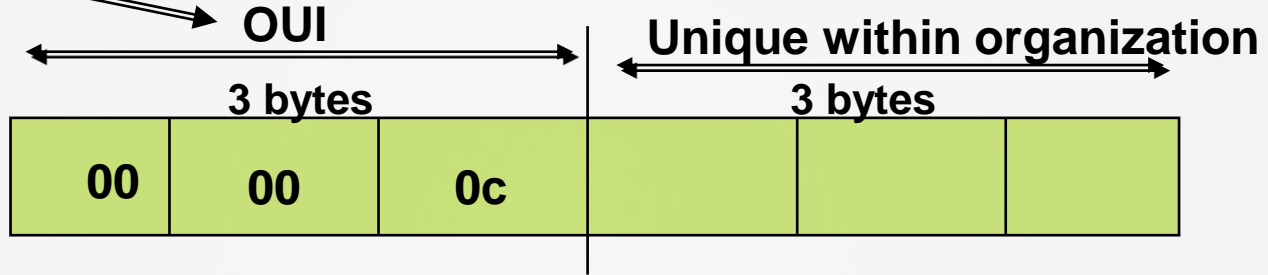 OUI
Unique within organization
3 bytes
3 bytes
00 00 0c